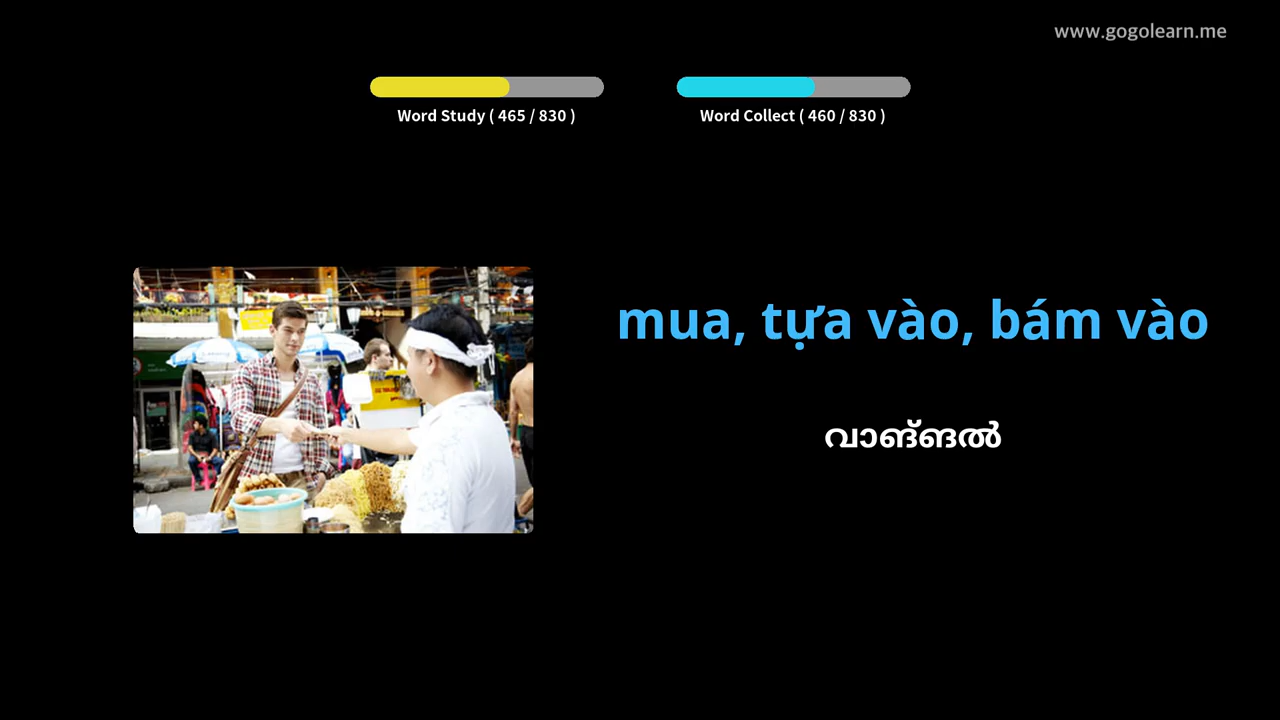 www.gogolearn.me
Word Study ( 465 / 830 )
Word Collect ( 460 / 830 )
mua, tựa vào, bám vào
വാങ്ങൽ